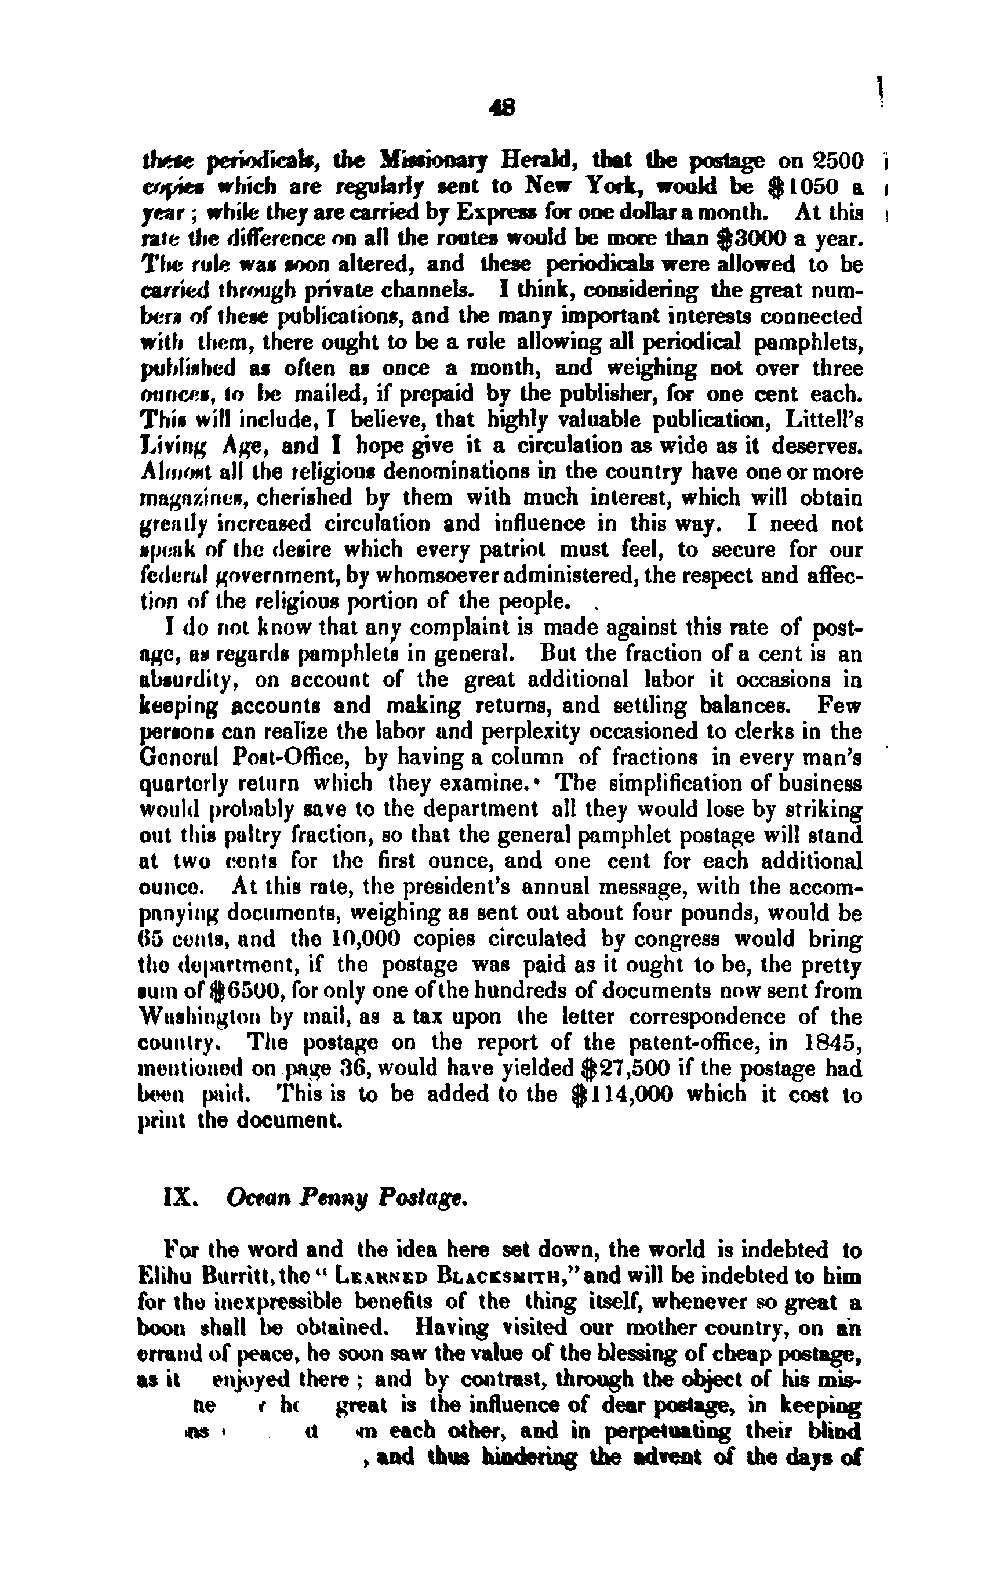 48
these periodicals, the Missionary Herald, that the postage on 2500
copies which are regularly sent to New York, would be $1050 a
year ; while they are carried by Express for one dollar a month. At this
rate the difference on all the routes would be more than $3000 a year.
The rule was soon altered, and these periodicals were allowed to be
carried through private channels. I think, considering the great num-
bers of these publications, and the many important interests connected
with them, there ought to be a rule allowing all periodical pamphlets,
published as often as once a month, and weighing not over three
ounces, to be mailed, if prepaid by the publisher, for one cent each.
This will include, I believe, that highly valuable publication, Littell's
Living Age, and I hope give it a circulation as wide as it deserves.
Almost all the religious denominations in the country have one or more
magazines, cherished by them with much interest, which will obtain
greatly increased circulation and influence in this way. I need not
speak of the desire which every patriot must feel, to secure for our
federal government, by whomsoever administered, the respect and affec-
tion of the religious portion of the people.
I do not know that any complaint is made against this rate of post-
age, as regards pamphlets in general. But the fraction of a cent is an
absurdity, on account of the great additional labor it occasions in
keeping accounts and making returns, and settling balances. Few
persons can realize the labor and perplexity occasioned to clerks in the
General Post-Office, by having a column of fractions in every man's
quarterly return which they examine. The simplification of business
would probably save to the department all they would lose by striking
out this paltry fraction, so that the general pamphlet postage will stand
at two cents for the first ounce, and one cent for each additional
ounce. At this rate, the president's annual message, with the accom-
panying documents, weighing as sent out about four pounds, would be
65 cents, and the 10,000 copies circulated by congress would bring
the department, if the postage was paid as it ought to be, the pretty
sum of $6500, for only one of the hundreds of documents now sent from
Washington by mail, as a tax upon the letter correspondence of the
country. The postage on the report of the patent-office, in 1845,
mentioned on page 36, would have yielded $27,500 if the postage had
been paid. This is to be added to the $114,000 which it cost to
print the document.
IX. Ocean Penny Postage.
For the word and the idea here set down, the world is indebted to
Elihu Burritt, the “ LEARNED BLACKSMITH,” and will be indebted to him
for the inexpressible benefits of the thing itself, whenever so great a
boon shall be obtained. Having visited our mother country, on an
errand of peace, he soon saw the value of the blessing of cheap postage,
as it enjoyed there ; and by contrast, through the object of his mis-
great is the influence of dear postage, in keeping
each other, and in perpetuating their blind
, and thus hindering the advent of the days of